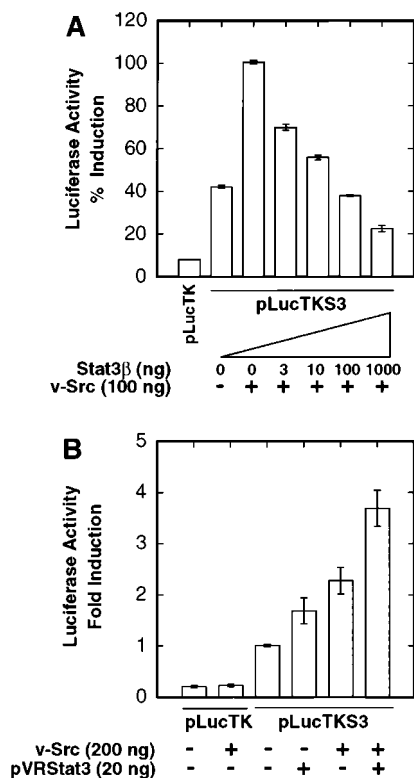 A
120
100
80
60
40
20
0
Luciferase Activity
% Induction
pLucTK
pLucTKS3
Stat3β (ng) 0 0 3 10 100 1000
v-Src (100 ng) - + + + + +
B
5
4
3
2
1
0
Luciferase Activity
Fold Induction
pLucTK pLucTKS3
v-Src (200 ng) - + - - + +
pVRStat3 (20 ng) - - - + - +